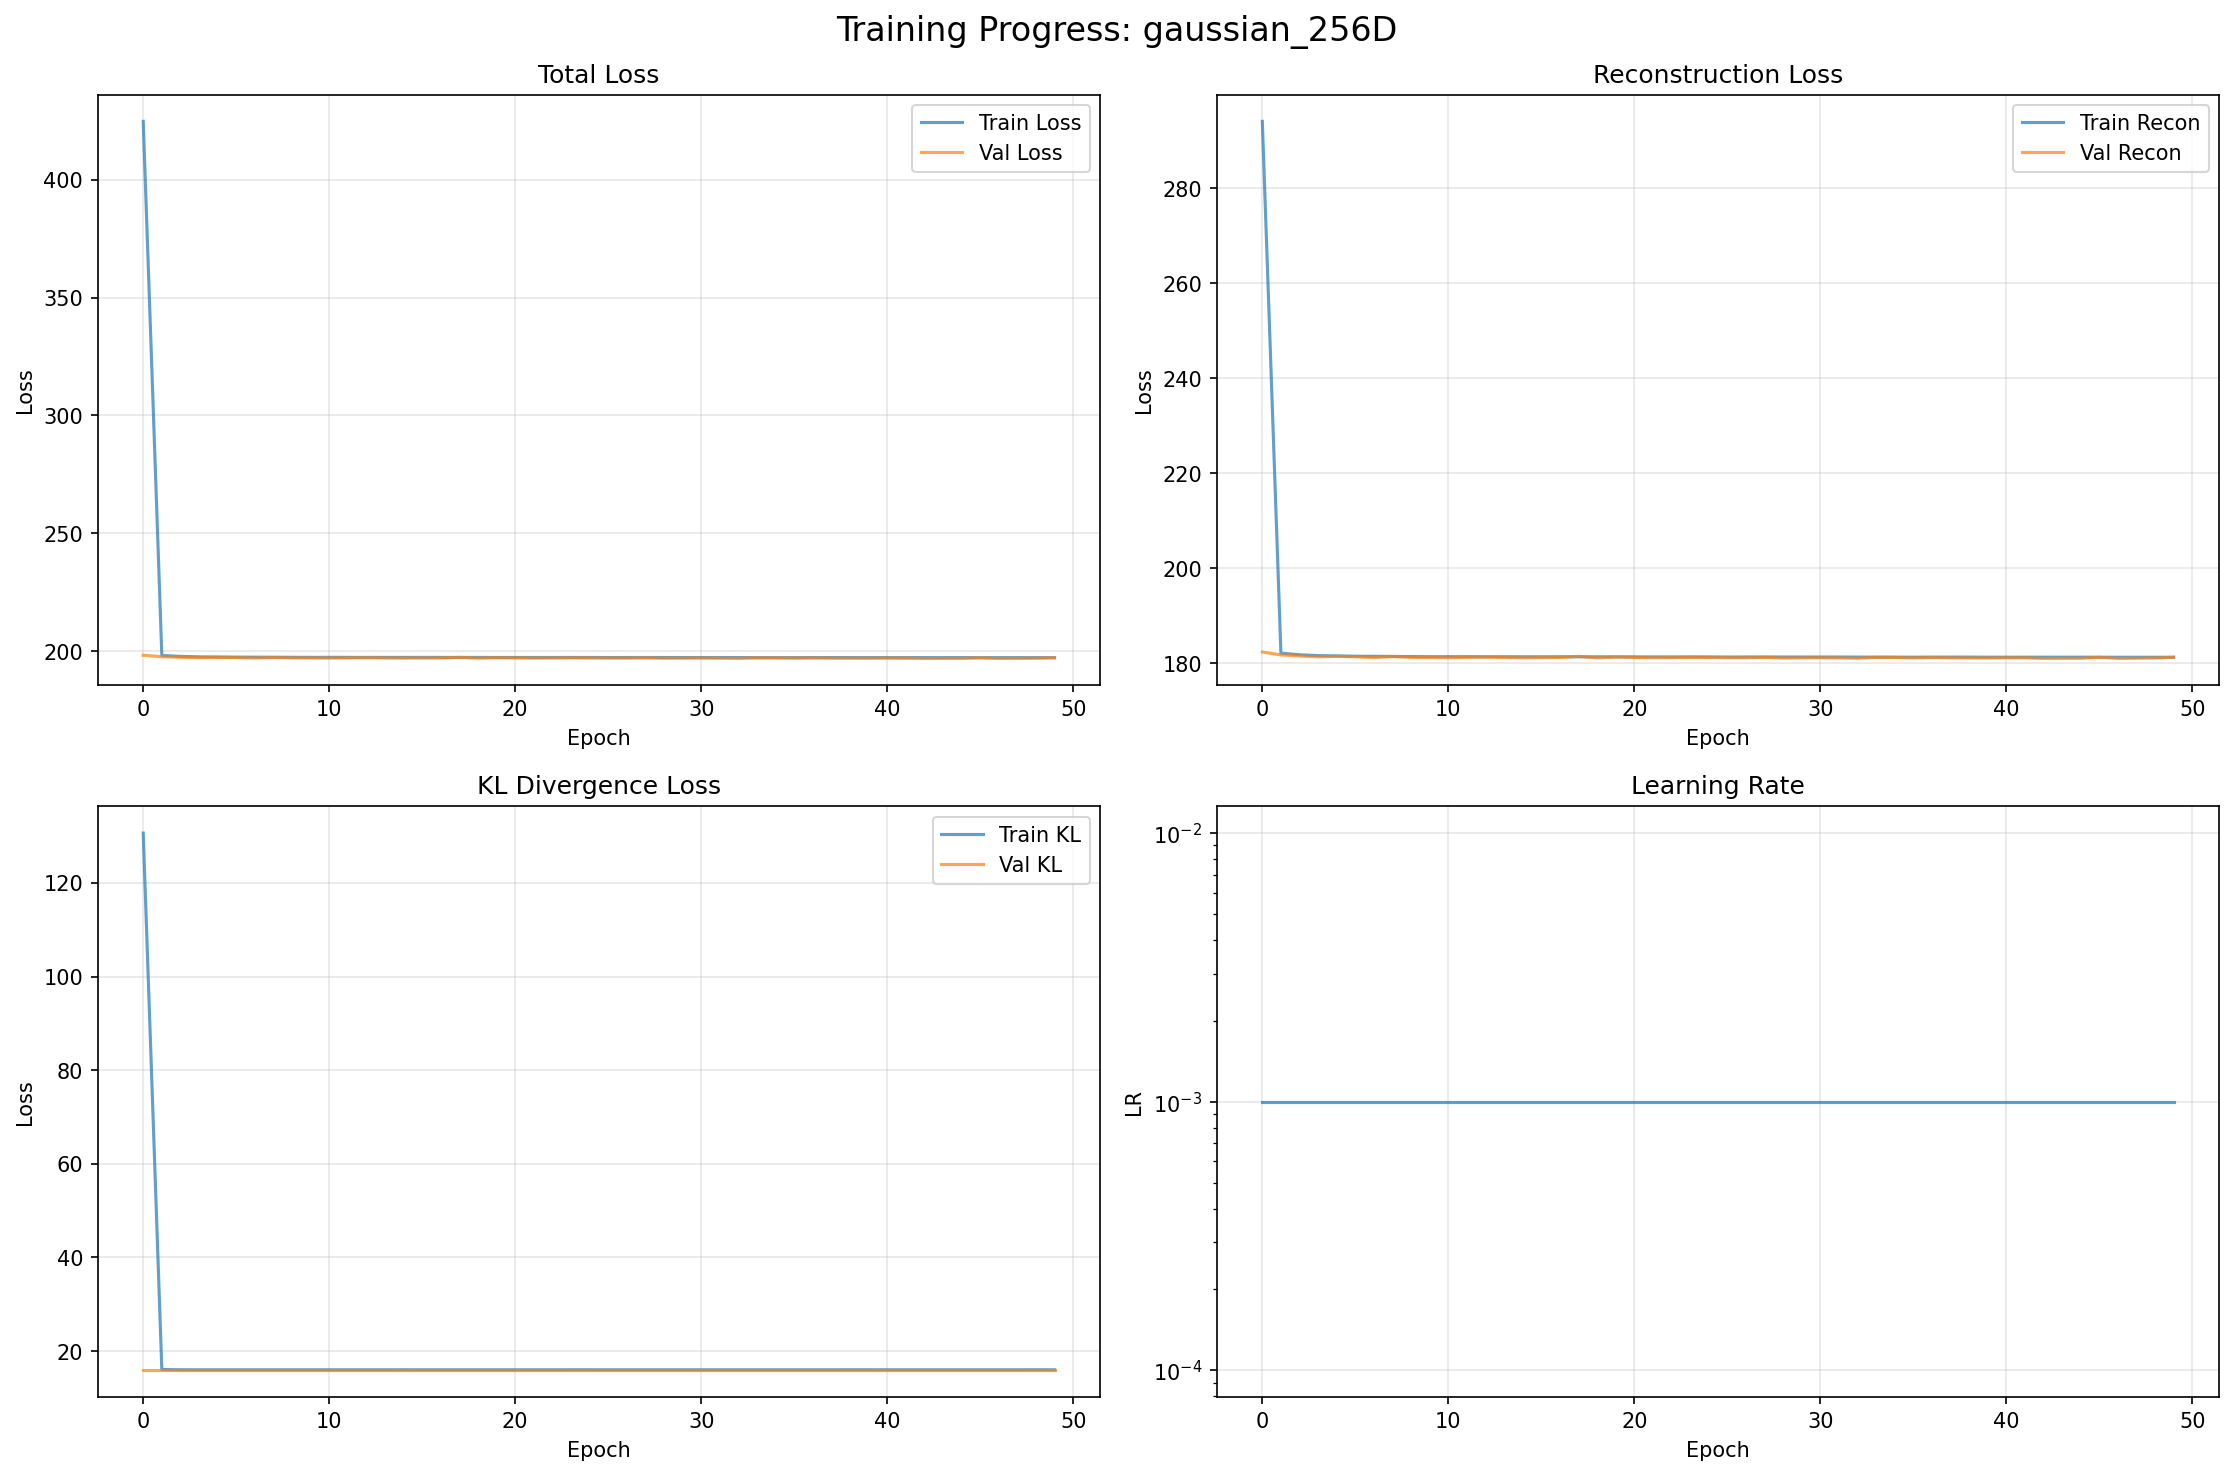 Training Progress: gaussian_256D
Total Loss
Train Loss
Val Loss
Loss
400
350
300
250
200
0 10 20 30 40 50
Epoch
Reconstruction Loss
Train Recon
Val Recon
Loss
280
260
240
220
200
180
0 10 20 30 40 50
Epoch
KL Divergence Loss
Train KL
Val KL
Loss
120
100
80
60
40
20
0 10 20 30 40 50
Epoch
Learning Rate
LR
10⁻²
10⁻³
10⁻⁴
0 10 20 30 40 50
Epoch